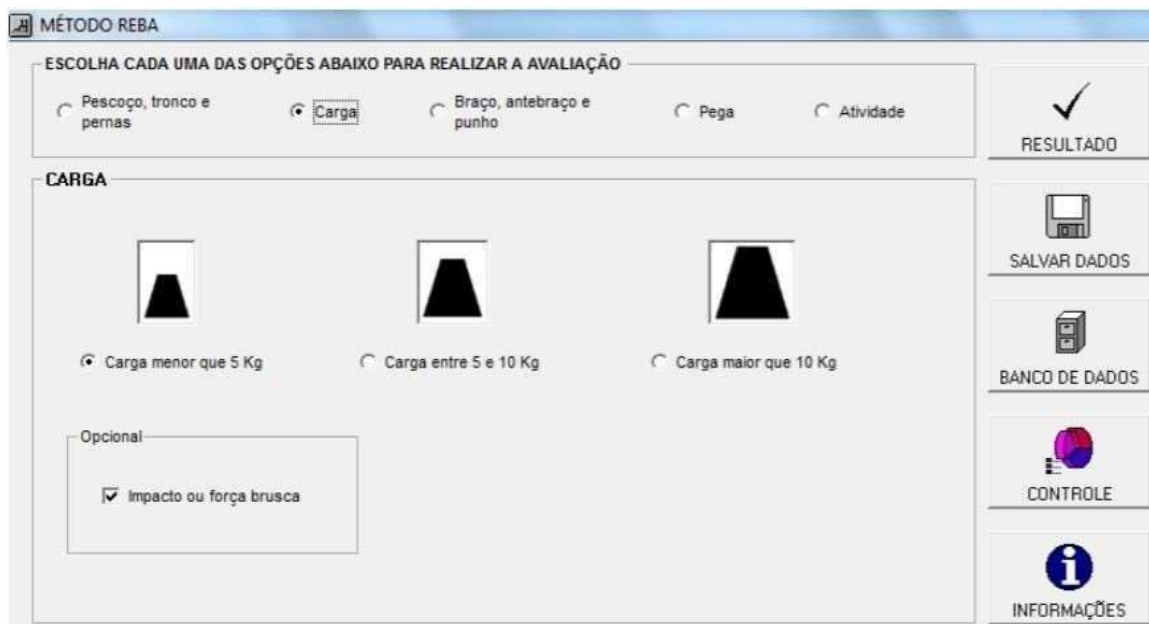 MÉTODO REBA
ESCOLHA CADA UMA DAS OPÇÕES ABAIXO PARA REALIZAR A AVALIAÇÃO
Pescoço, tronco e
pernas
Carga
Braço, antebraço e
punho
Pega
Atividade
RESULTADO
CARGA
SALVAR DADOS
Carga menor que 5 Kg
Carga entre 5 e 10 Kg
Carga maior que 10 Kg
BANCO DE DADOS
Opcional
Impacto ou força brusca
CONTROLE
INFORMAÇÕES